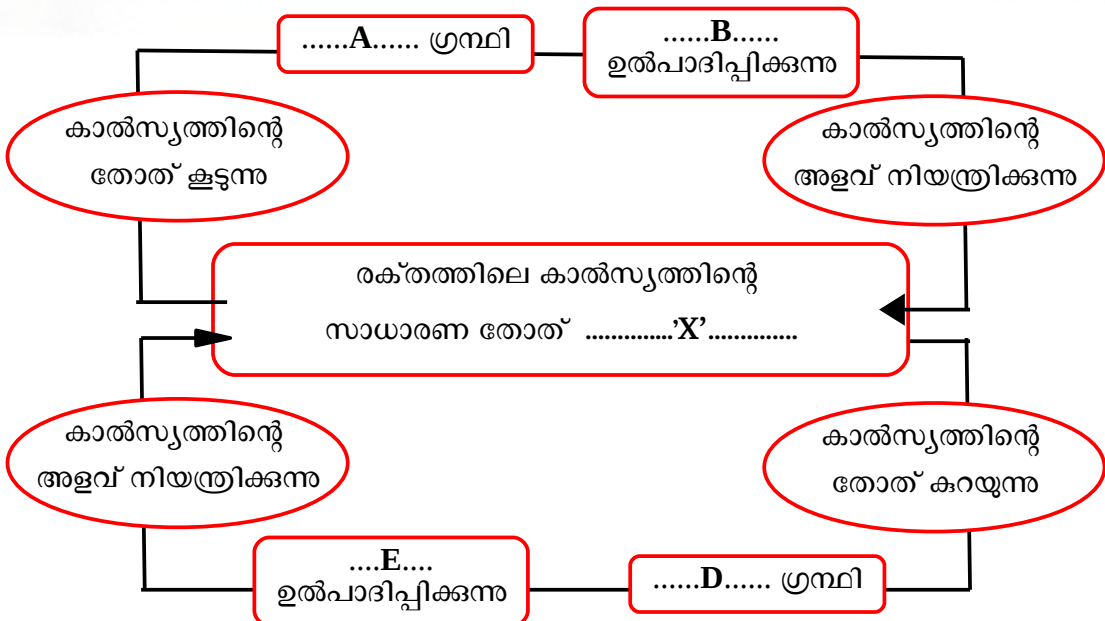 ......A...... ഗ്രന്ഥി
......B......
ഉൽപാദിപ്പിക്കുന്നു
കാൽസ്യത്തിന്റെ
തോത് കൂടുന്നു
കാൽസ്യത്തിന്റെ
അളവ് നിയന്ത്രിക്കുന്നു
രക്തത്തിലെ കാൽസ്യത്തിന്റെ
സാധാരണ തോത് ..............’X’..............
കാൽസ്യത്തിന്റെ
അളവ് നിയന്ത്രിക്കുന്നു
കാൽസ്യത്തിന്റെ
തോത് കുറയുന്നു
....E....
ഉൽപാദിപ്പിക്കുന്നു
......D...... ഗ്രന്ഥി